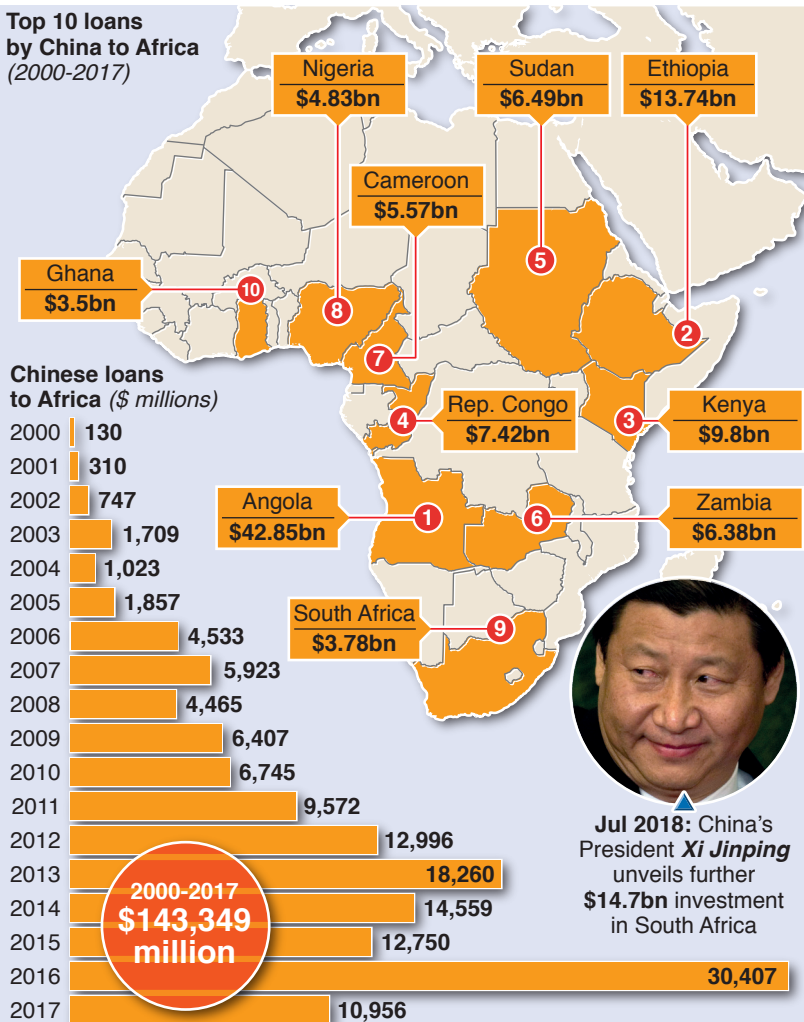 Top 10 loans
by China to Africa
(2000-2017)
Nigeria
$4.83bn
Sudan
$6.49bn
Ethiopia
$13.74bn
Cameroon
$5.57bn
Ghana
$3.5bn
10
8
7
5
2
Rep. Congo
$7.42bn
4
Kenya
$9.8bn
3
Angola
$42.85bn
1
Zambia
$6.38bn
6
South Africa
$3.78bn
9
Chinese loans
to Africa ($ millions)
2000 130
2001 310
2002 747
2003 1,709
2004 1,023
2005 1,857
2006 4,533
2007 5,923
2008 4,465
2009 6,407
2010 6,745
2011 9,572
2012 12,996
2013 18,260
2014 14,559
2015 12,750
2016 30,407
2017 10,956
2000-2017
$143,349
million
Jul 2018: China's
President Xi Jinping
unveils further
$14.7bn investment
in South Africa